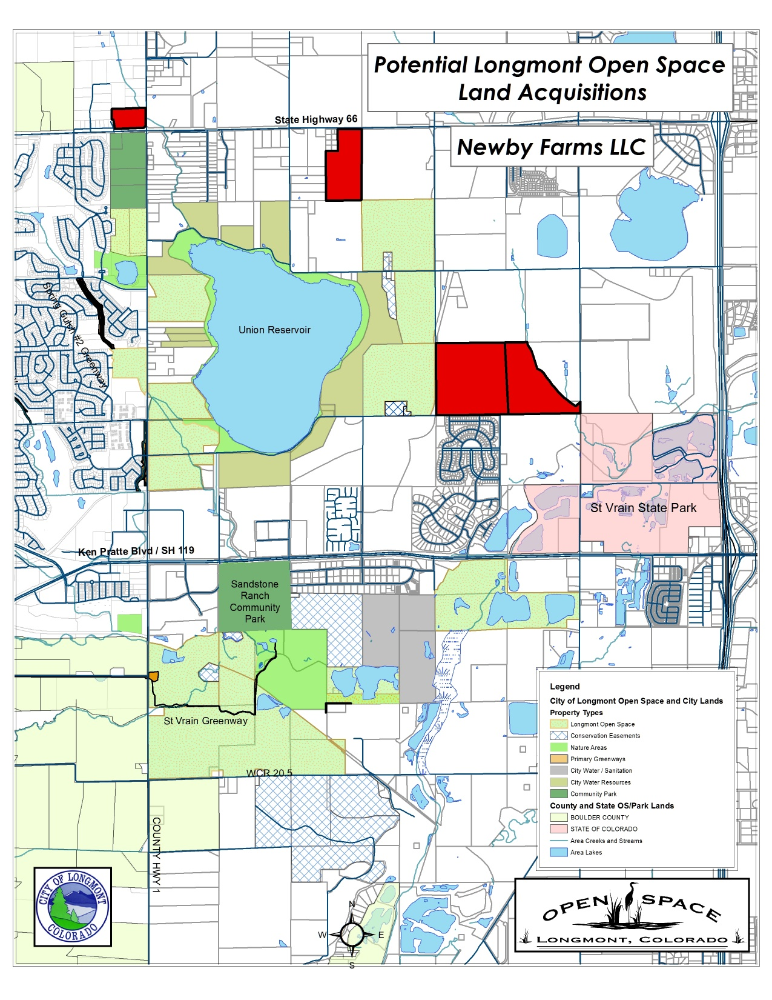 Potential Longmont Open Space
Land Acquisitions
State Highway 66
Newby Farms LLC
Spring Gulch #2 Greenway
Union Reservoir
St Vrain State Park
Ken Pratte Blvd / SH 119
Sandstone
Ranch
Community
Park
St Vrain Greenway
WCR 20.5
COUNTY HWY 1
Legend
City of Longmont Open Space and City Lands
Property Types
Longmont Open Space
Conservation Easements
Nature Areas
Primary Greenways
City Water / Sanitation
City Water Resources
Community Park
County and State OS/Park Lands
BOULDER COUNTY
STATE OF COLORADO
Area Creeks and Streams
Area Lakes
CITY OF LONGMONT
COLORADO
N
W
E
S
OPEN SPACE
LONGMONT, COLORADO